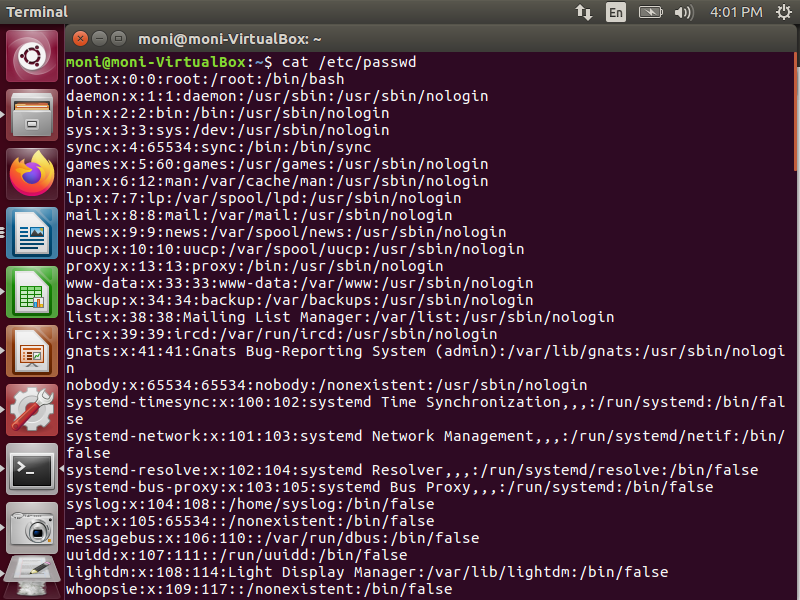 Terminal
En
4:01 PM
moni@moni-VirtualBox: ~
moni@moni-VirtualBox:~$ cat /etc/passwd
root:x:0:0:root:/root:/bin/bash
daemon:x:1:1:daemon:/usr/sbin:/usr/sbin/nologin
bin:x:2:2:bin:/bin:/usr/sbin/nologin
sys:x:3:3:sys:/dev:/usr/sbin/nologin
sync:x:4:65534:sync:/bin:/bin/sync
games:x:5:60:games:/usr/games:/usr/sbin/nologin
man:x:6:12:man:/var/cache/man:/usr/sbin/nologin
lp:x:7:7:lp:/var/spool/lpd:/usr/sbin/nologin
mail:x:8:8:mail:/var/mail:/usr/sbin/nologin
news:x:9:9:news:/var/spool/news:/usr/sbin/nologin
uucp:x:10:10:uucp:/var/spool/uucp:/usr/sbin/nologin
proxy:x:13:13:proxy:/bin:/usr/sbin/nologin
www-data:x:33:33:www-data:/var/www:/usr/sbin/nologin
backup:x:34:34:backup:/var/backups:/usr/sbin/nologin
list:x:38:38:Mailing List Manager:/var/list:/usr/sbin/nologin
irc:x:39:39:ircd:/var/run/ircd:/usr/sbin/nologin
gnats:x:41:41:Gnats Bug-Reporting System (admin):/var/lib/gnats:/usr/sbin/nologi
n
nobody:x:65534:65534:nobody:/nonexistent:/usr/sbin/nologin
systemd-timesync:x:100:102:systemd Time Synchronization,,,:/run/systemd:/bin/fal
se
systemd-network:x:101:103:systemd Network Management,,,:/run/systemd/netif:/bin/
false
systemd-resolve:x:102:104:systemd Resolver,,,:/run/systemd/resolve:/bin/false
systemd-bus-proxy:x:103:105:systemd Bus Proxy,,,:/run/systemd:/bin/false
syslog:x:104:108::/home/syslog:/bin/false
_apt:x:105:65534::/nonexistent:/bin/false
messagebus:x:106:110::/var/run/dbus:/bin/false
uuidd:x:107:111::/run/uuidd:/bin/false
lightdm:x:108:114:Light Display Manager:/var/lib/lightdm:/bin/false
whoopsie:x:109:117::/nonexistent:/bin/false